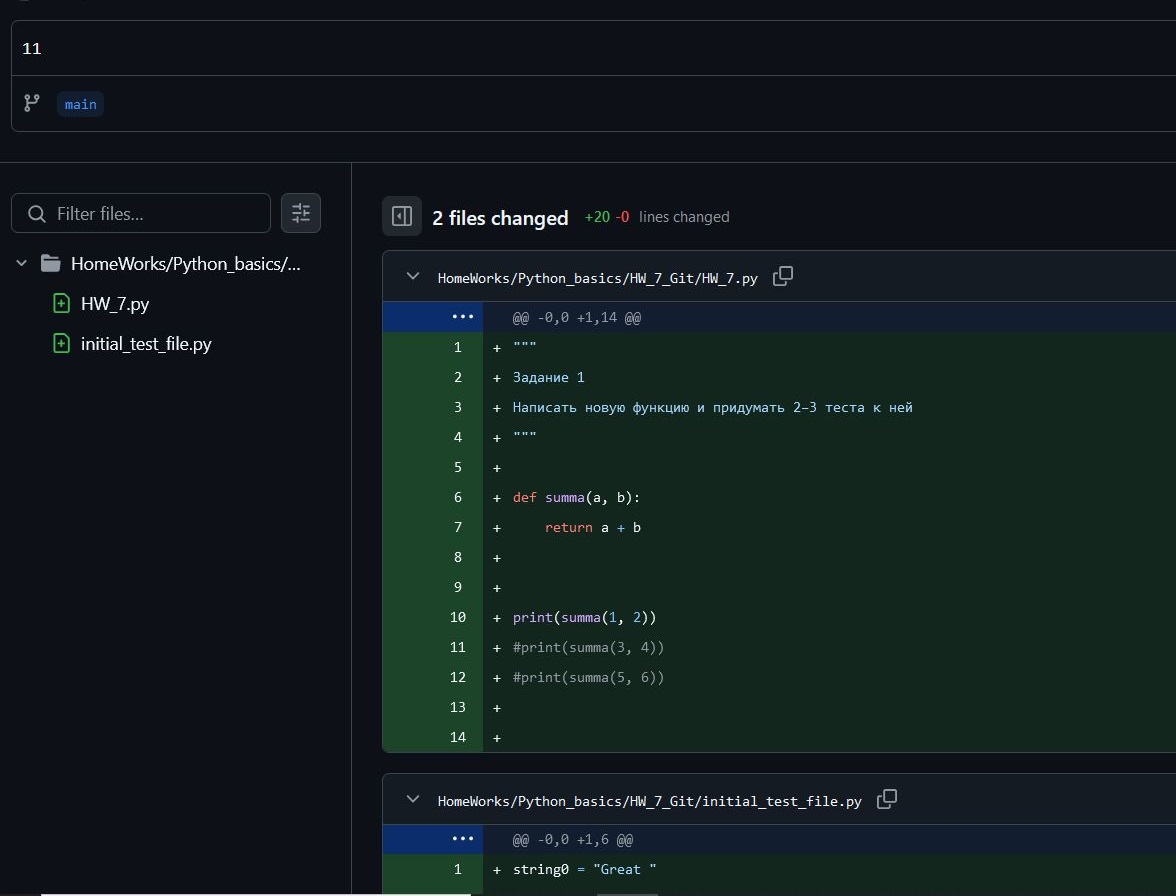 11
main
Filter files...
HomeWorks/Python_basics/...
HW_7.py
initial_test_file.py
2 files changed +20 -0 lines changed
HomeWorks/Python_basics/HW_7_Git/HW_7.py
... @@ -0,0 +1,14 @@
1 + """
2 + Задание 1
3 + Написать новую функцию и придумать 2-3 теста к ней
4 + """
5 +
6 + def summa(a, b):
7 +     return a + b
8 +
9 +
10 + print(summa(1, 2))
11 + #print(summa(3, 4))
12 + #print(summa(5, 6))
13 +
14 +
HomeWorks/Python_basics/HW_7_Git/initial_test_file.py
... @@ -0,0 +1,6 @@
1 + string0 = "Great "